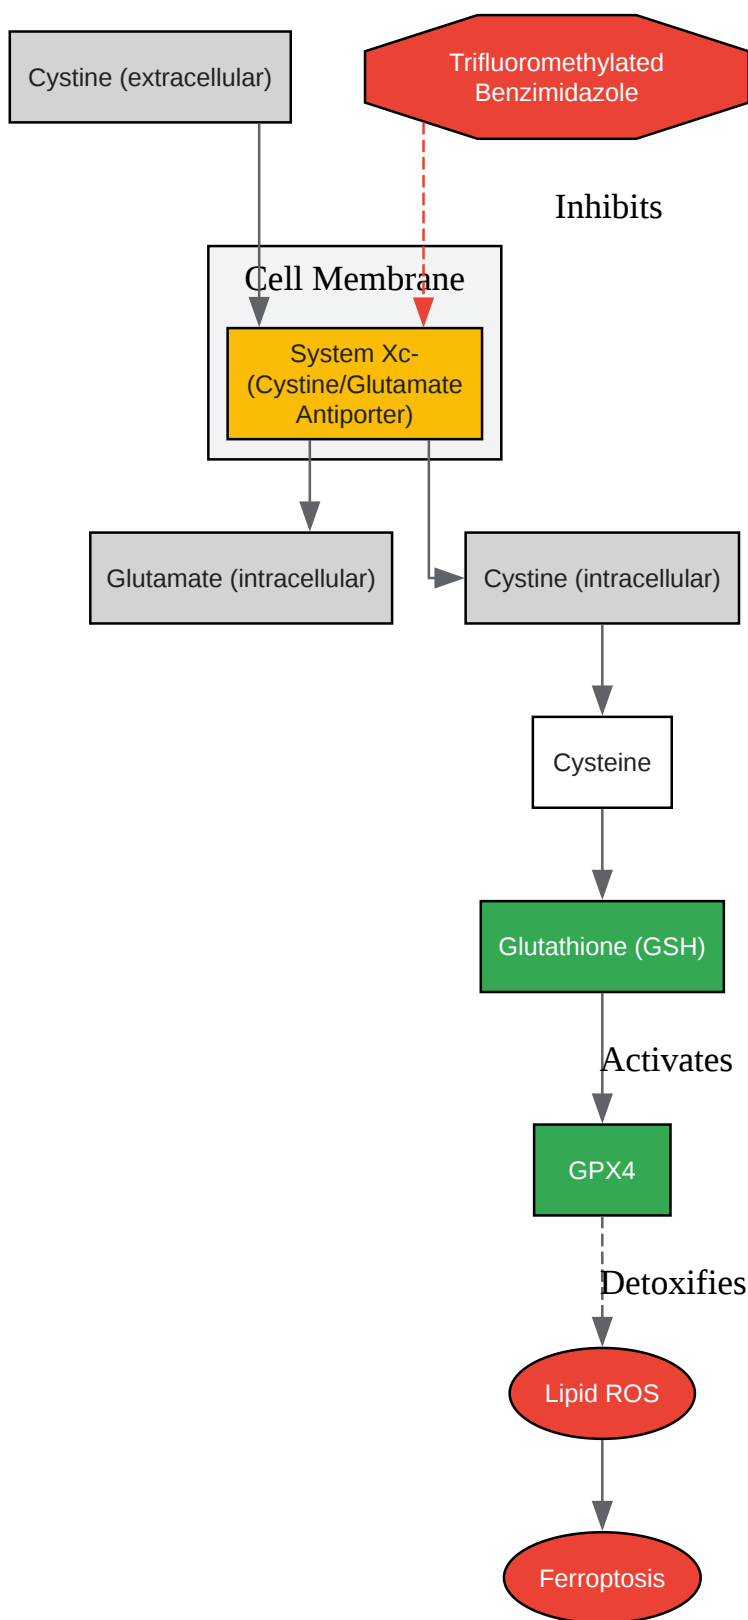 Cystine (extracellular)
Trifluoromethylated
Benzimidazole
Inhibits
Cell Membrane
System Xc-
(Cystine/Glutamate
Antiporter)
Glutamate (intracellular)
Cystine (intracellular)
Cysteine
Glutathione (GSH)
Activates
GPX4
Detoxifies
Lipid ROS
Ferroptosis